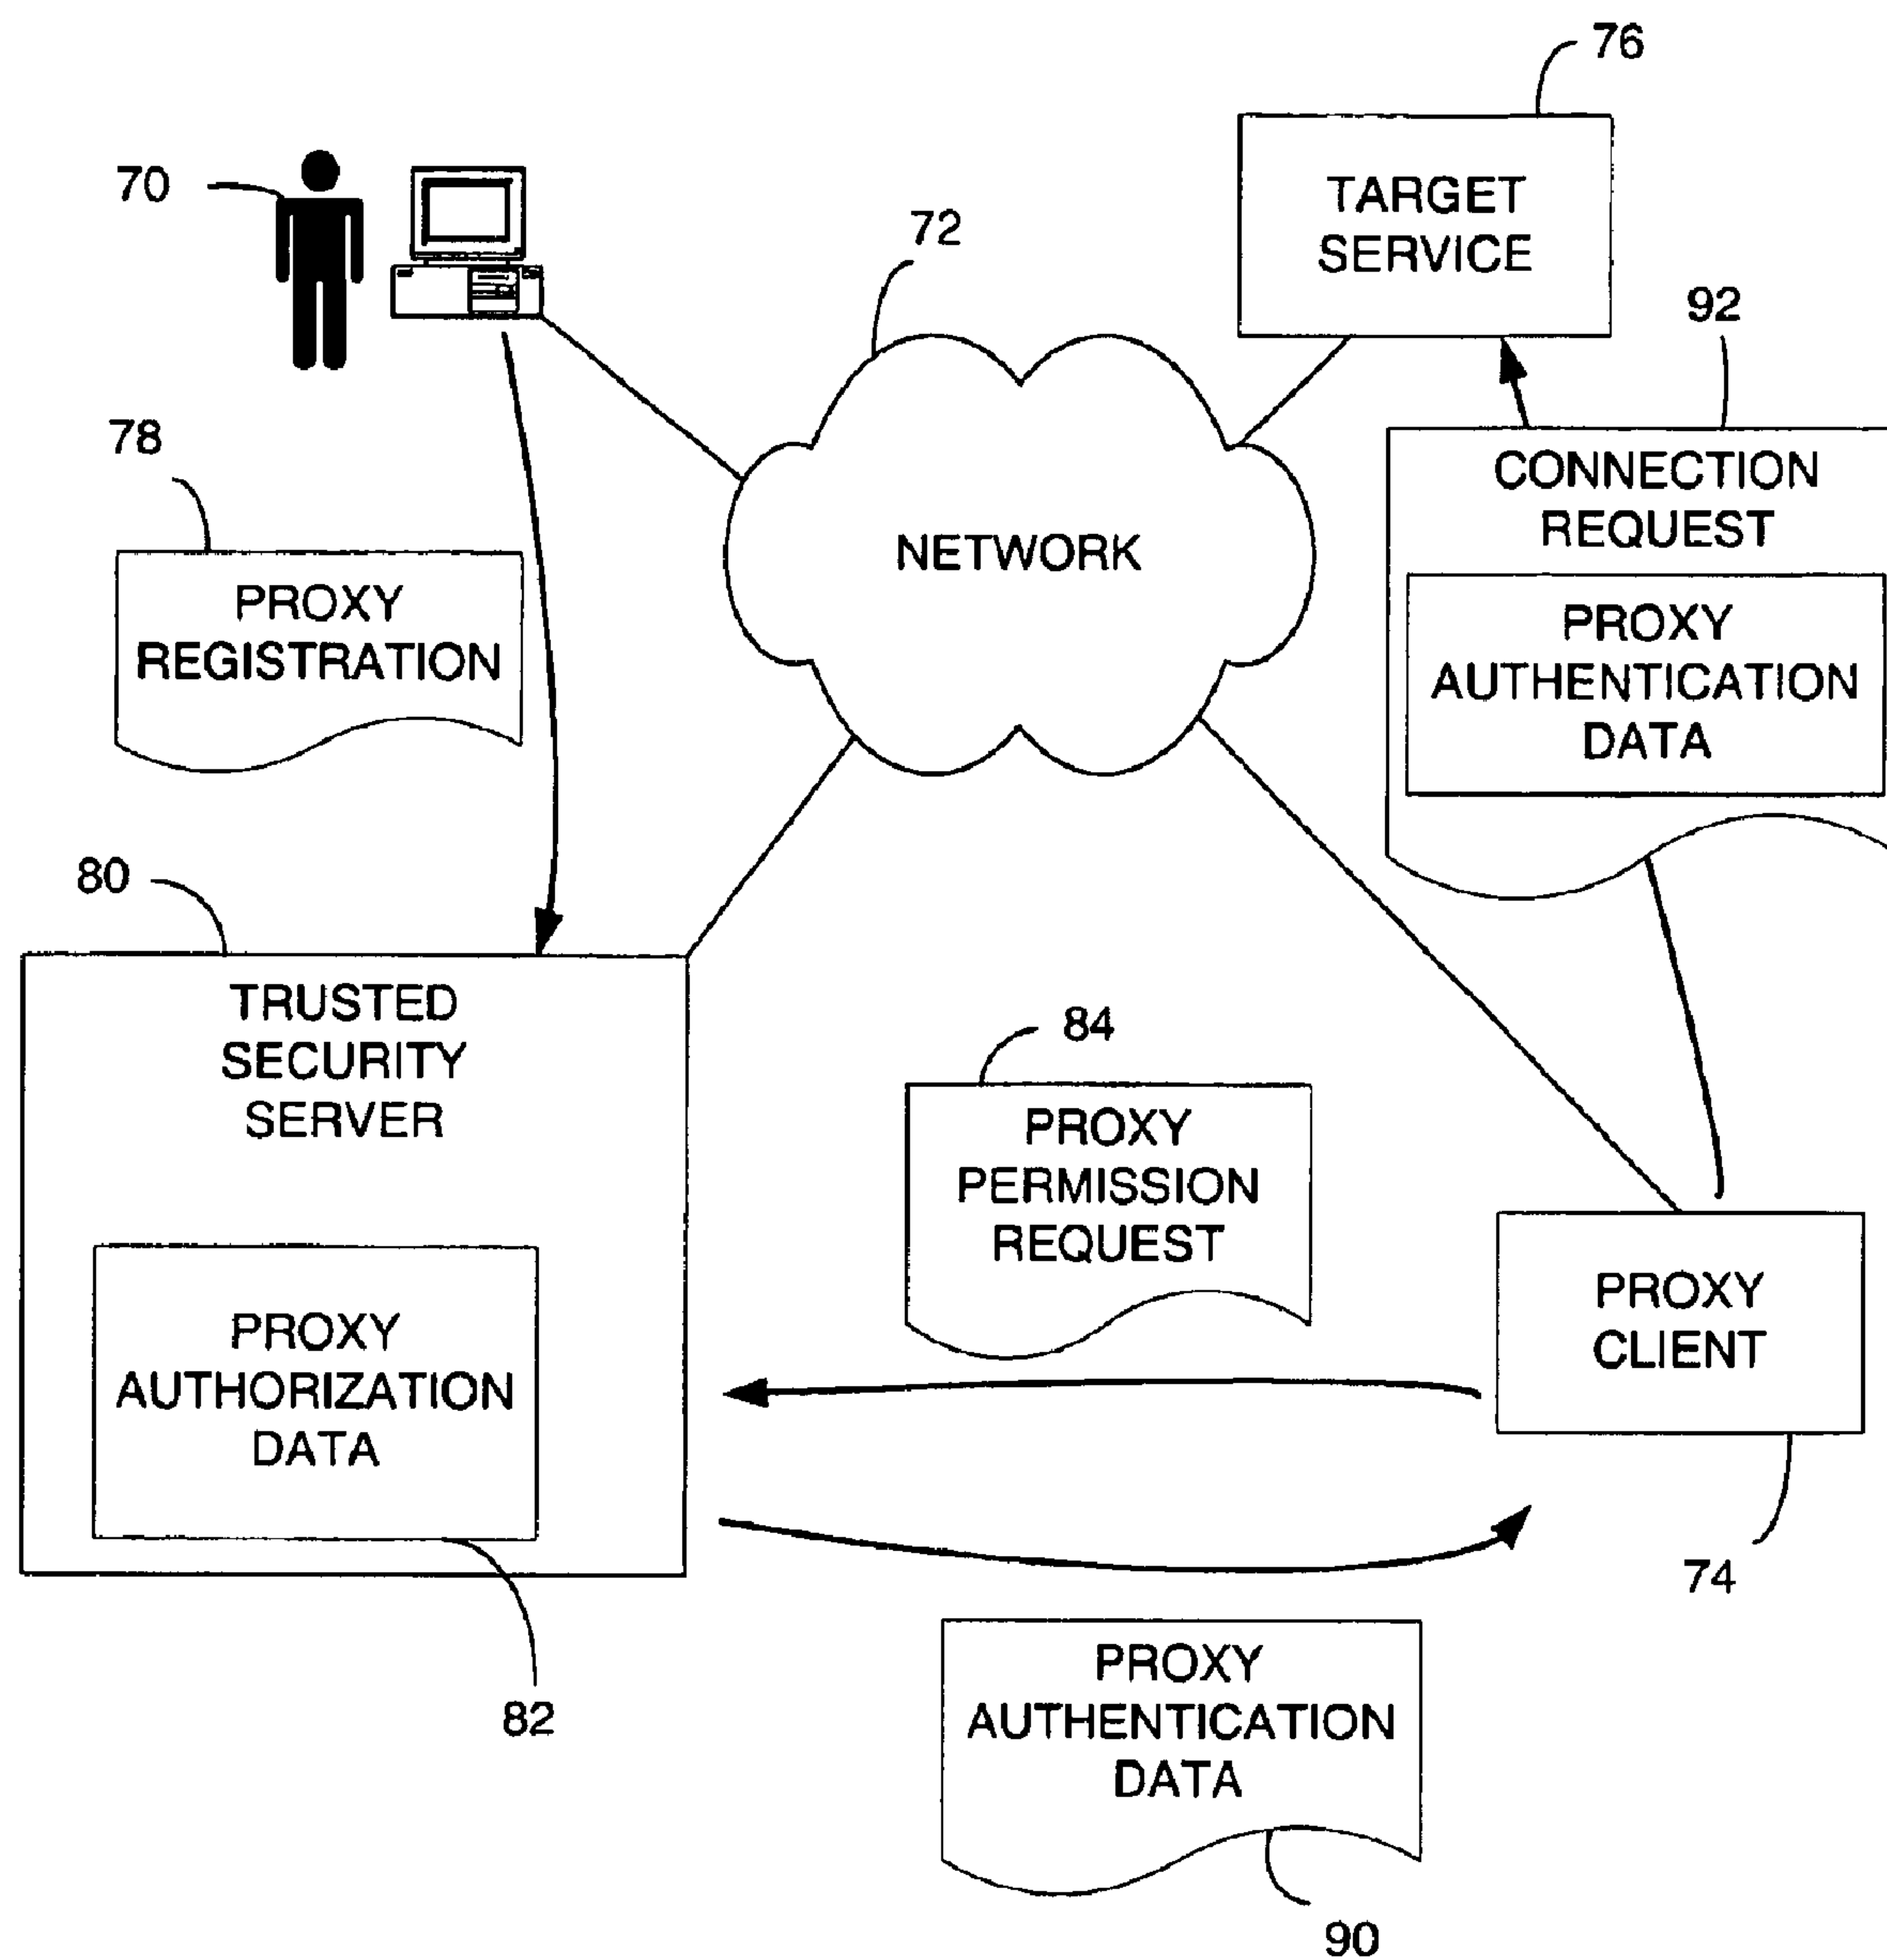 76
70
72
TARGET
SERVICE
92
78
CONNECTION
REQUEST
NETWORK
PROXY
REGISTRATION
PROXY
AUTHENTICATION
DATA
80
TRUSTED
SECURITY
SERVER
84
PROXY
PERMISSION
REQUEST
PROXY
CLIENT
PROXY
AUTHORIZATION
DATA
74
82
PROXY
AUTHENTICATION
DATA
90